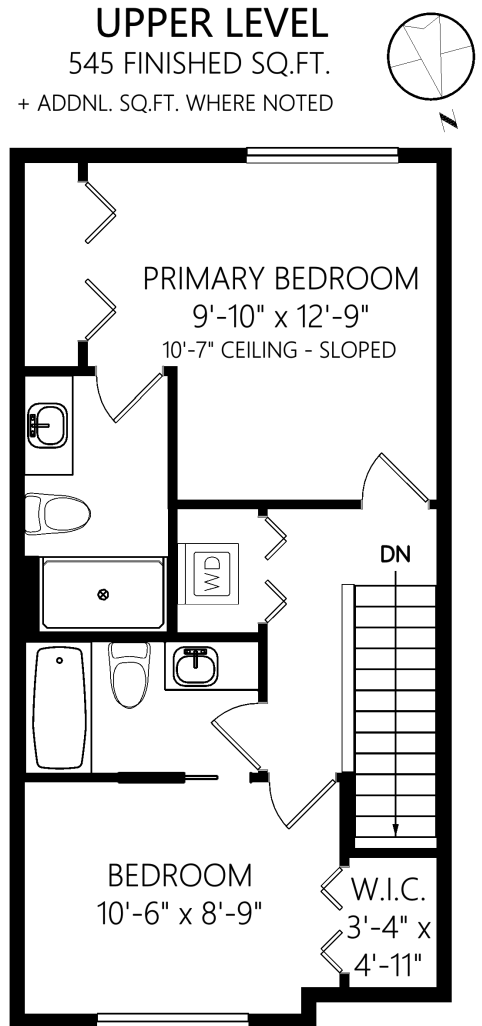 UPPER LEVEL
545 FINISHED SQ.FT.
+ ADDNL. SQ.FT. WHERE NOTED
N
PRIMARY BEDROOM
9'-10" x 12'-9"
10'-7" CEILING - SLOPED
DN
WD
BEDROOM
10'-6" x 8'-9"
W.I.C.
3'-4" x
4'-11"